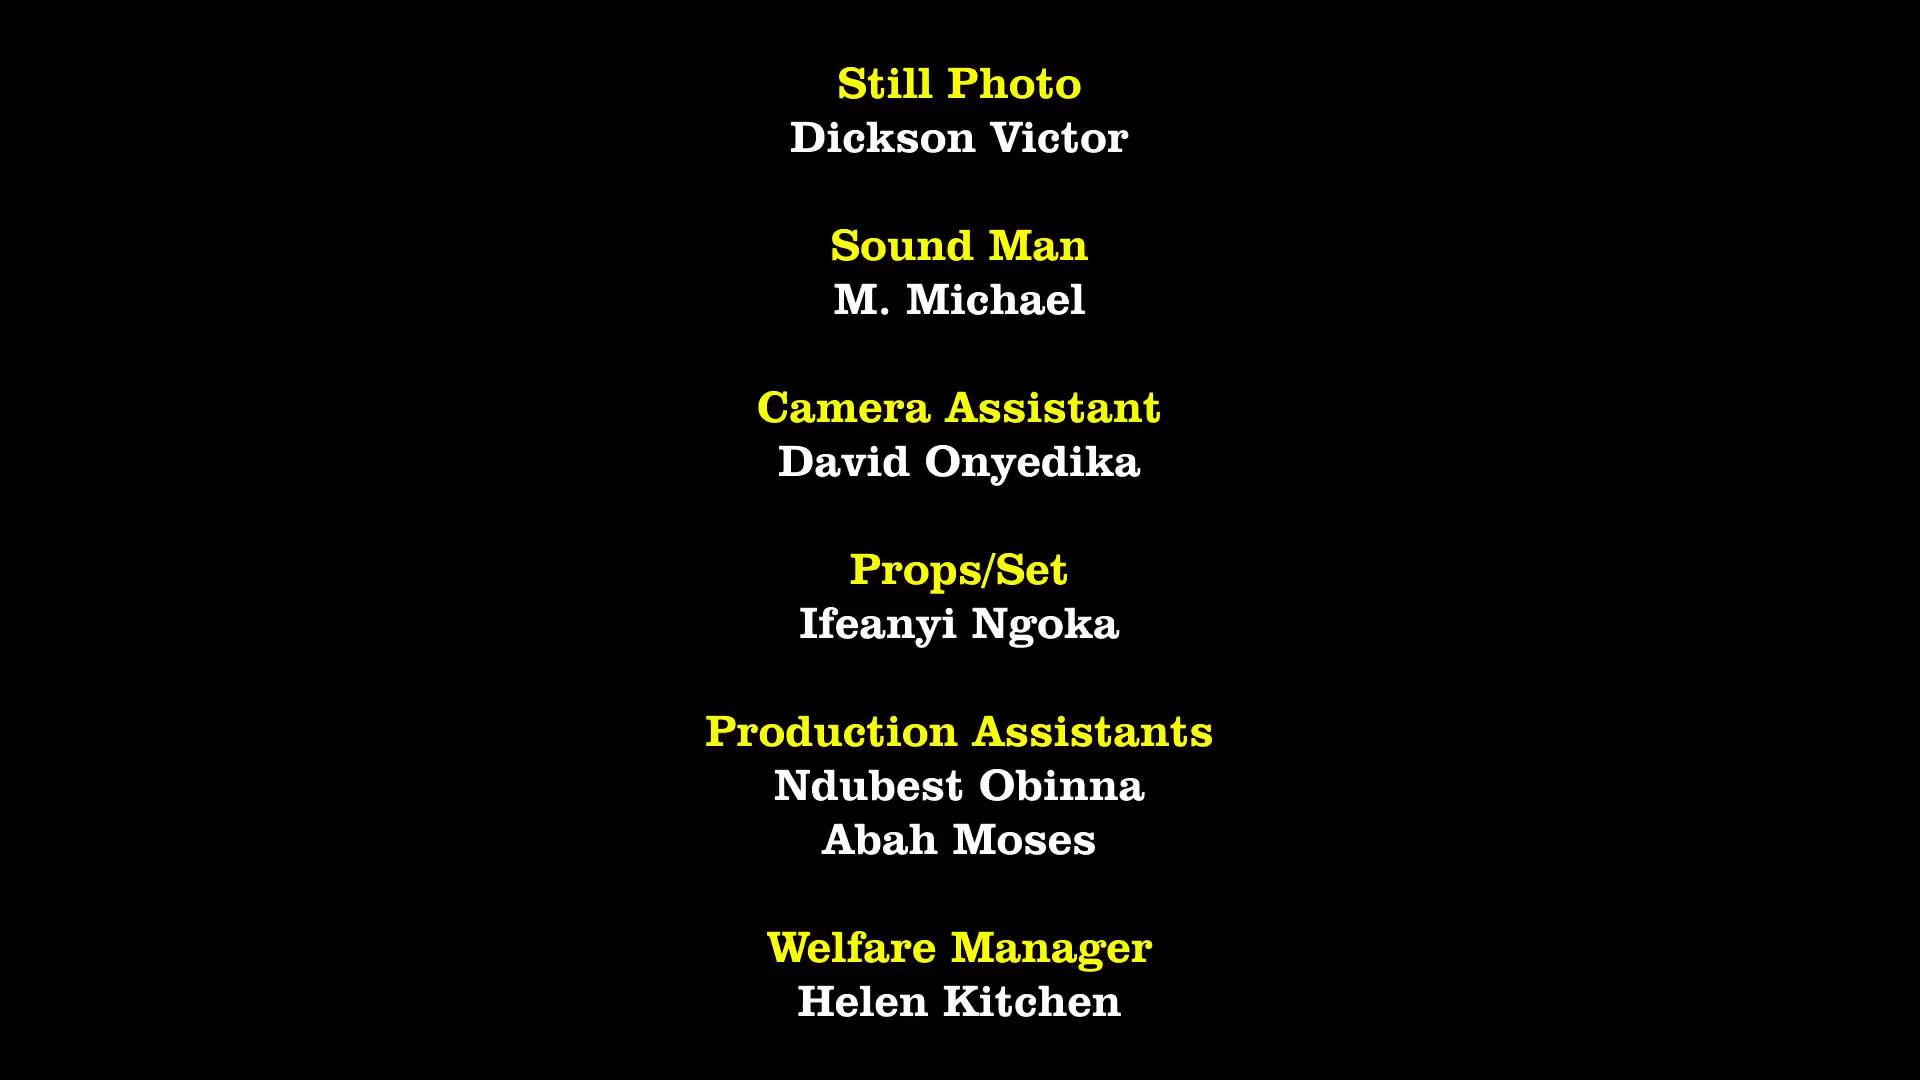 Still Photo
Dickson Victor
Sound Man
M. Michael
Camera Assistant
David Onyedika
Props/Set
Ifeanyi Ngoka
Production Assistants
Ndubest Obinna
Abah Moses
Welfare Manager
Helen Kitchen